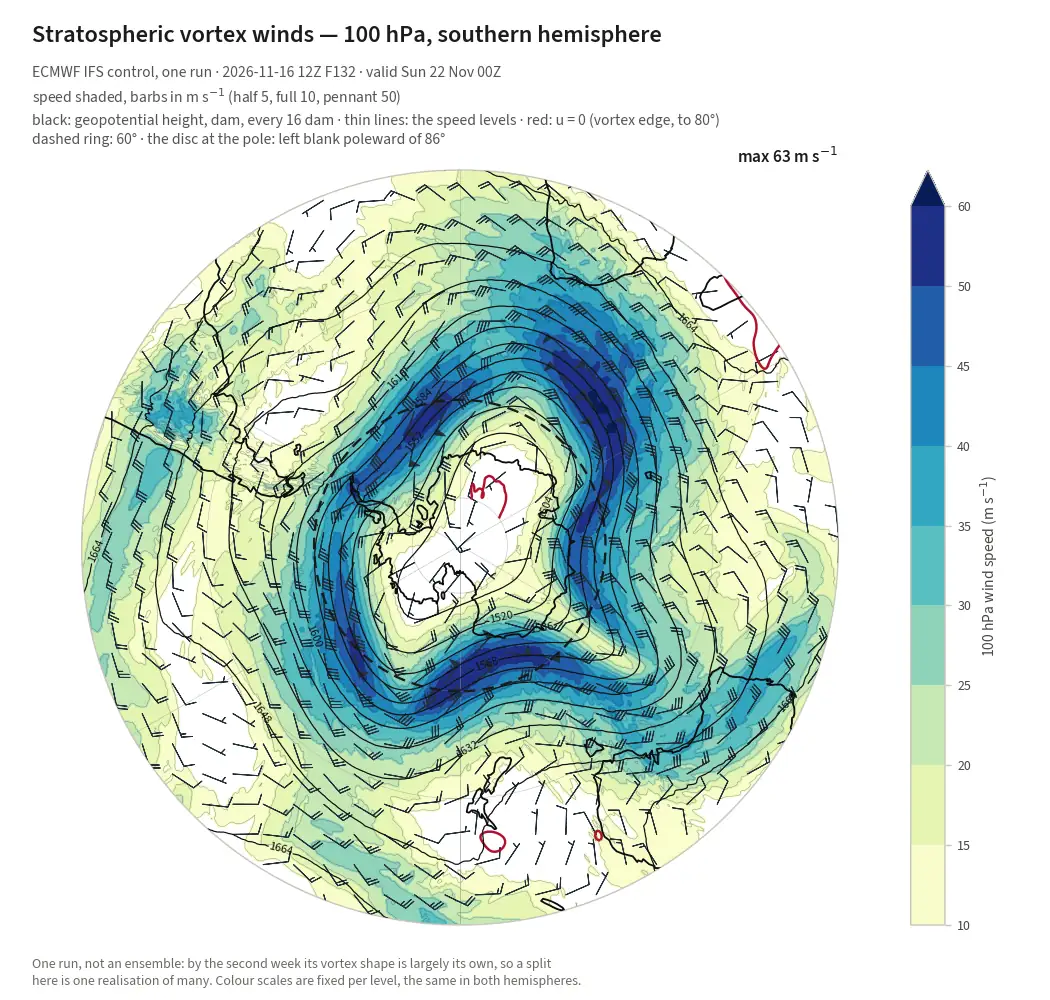 Stratospheric vortex winds — 100 hPa, southern hemisphere
ECMWF IFS control, one run · 2026-11-16 12Z F132 · valid Sun 22 Nov 00Z
speed shaded, barbs in m s⁻¹ (half 5, full 10, pennant 50)
black: geopotential height, dam, every 16 dam · thin lines: the speed levels · red: u = 0 (vortex edge, to 80°)
dashed ring: 60° · the disc at the pole: left blank poleward of 86°
max 63 m s⁻¹
60
50
45
40
35
30
25
20
15
10
100 hPa wind speed (m s⁻¹)
1664
1664
1600
1520
1648
1632
1664
One run, not an ensemble: by the second week its vortex shape is largely its own, so a split
here is one realisation of many. Colour scales are fixed per level, the same in both hemispheres.